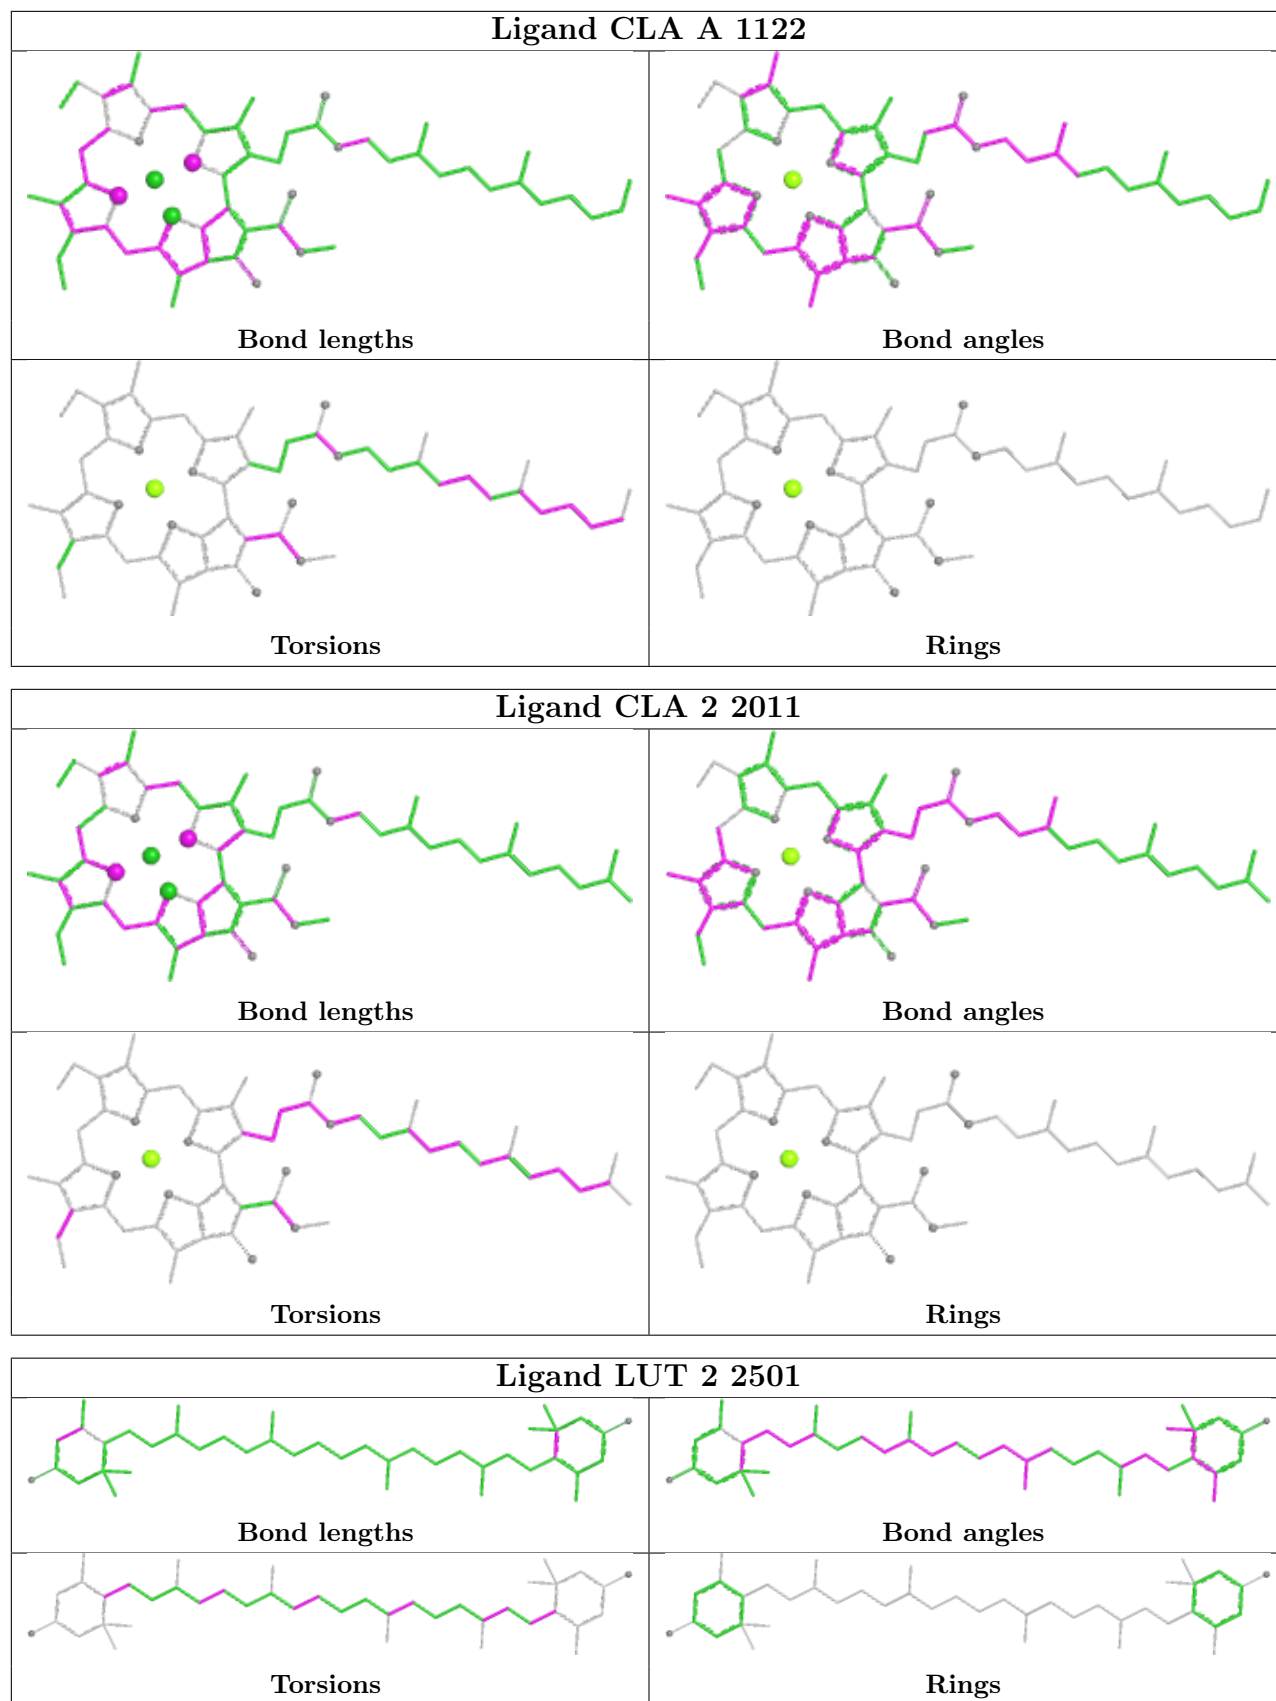 Ligand CLA A 1122
Bond lengths
Bond angles
Torsions
Rings
Ligand CLA 2 2011
Bond lengths
Bond angles
Torsions
Rings
Ligand LUT 2 2501
Bond lengths
Bond angles
Torsions
Rings